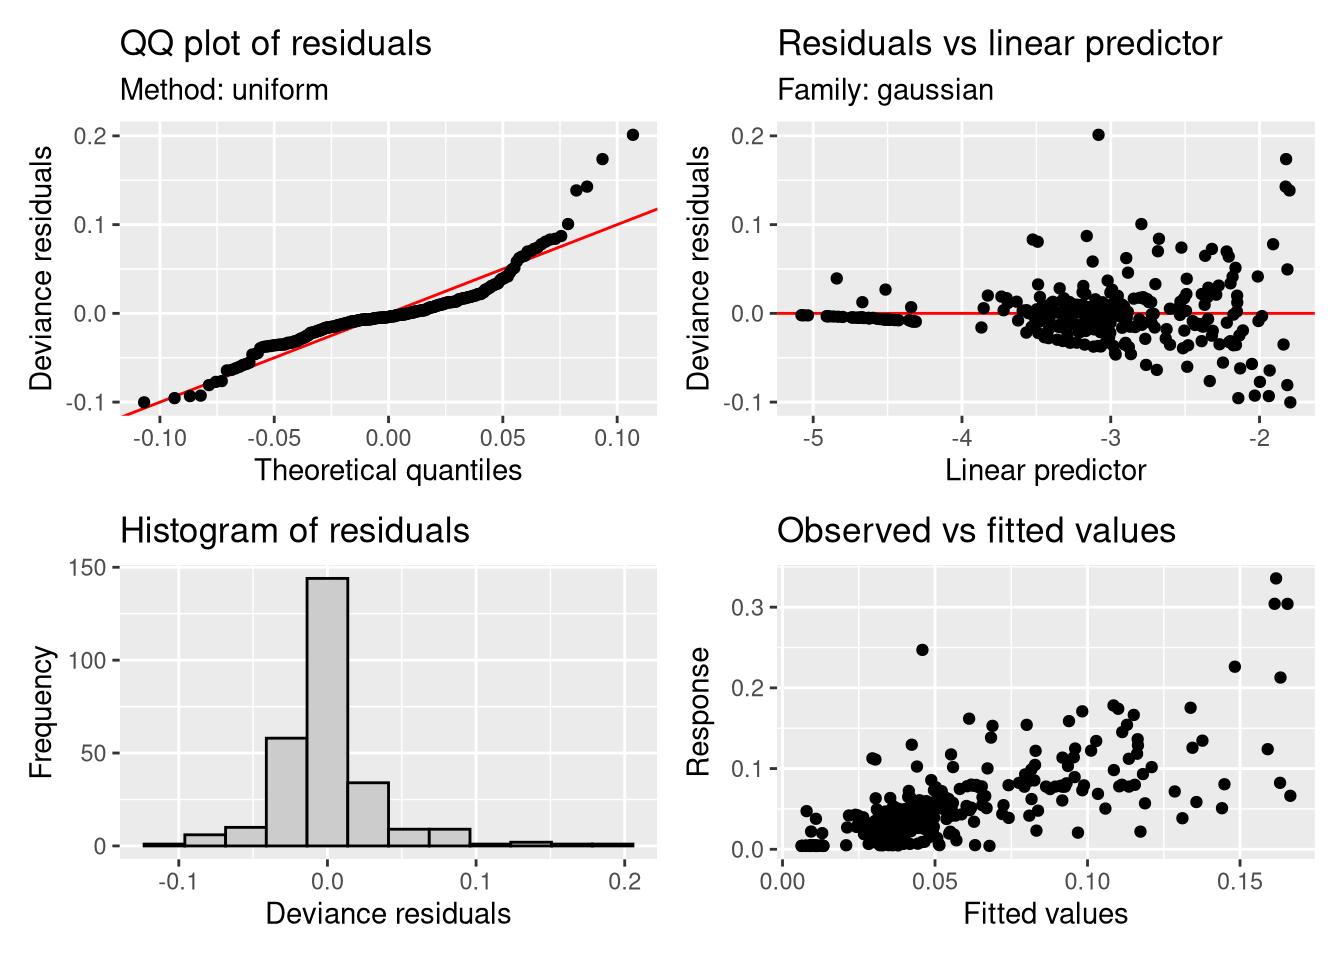 QQ plot of residuals
Method: uniform
0.2
0.1
0.0
-0.1
-0.10
-0.05
0.00
0.05
0.10
Theoretical quantiles
Deviance residuals
Residuals vs linear predictor
Family: gaussian
0.2
0.1
0.0
-0.1
-5
-4
-3
-2
Linear predictor
Deviance residuals
Histogram of residuals
150
100
50
0
-0.1
0.0
0.1
0.2
Deviance residuals
Frequency
Observed vs fitted values
0.3
0.2
0.1
0.0
0.00
0.05
0.10
0.15
Fitted values
Response